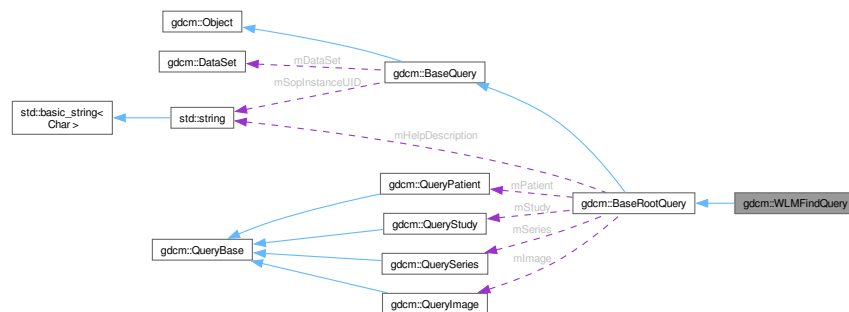 gdcm::Object
gdcm::DataSet
mDataSet
gdcm::BaseQuery
mSopInstanceUID
std::basic_string<
Char >
std::string
mHelpDescription
gdcm::QueryPatient
mPatient
gdcm::BaseRootQuery
gdcm::WLMFindQuery
mStudy
gdcm::QueryStudy
mSeries
gdcm::QueryBase
gdcm::QuerySeries
mImage
gdcm::QueryImage